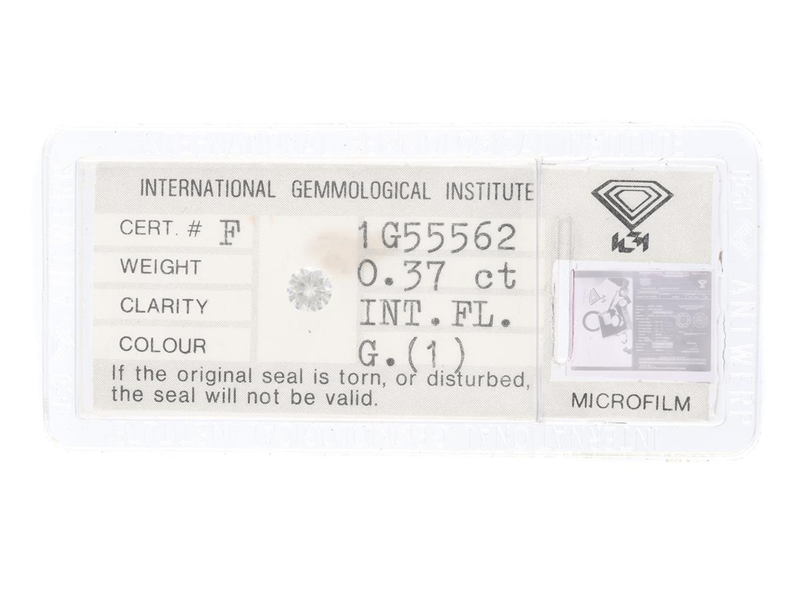 INTERNATIONAL GEMMOLOGICAL INSTITUTE
CERT. # F 1G55562
WEIGHT 0.37 ct
CLARITY INT.FL.
COLOUR G.(1)
If the original seal is torn, or disturbed,
the seal will not be valid.
MICROFILM